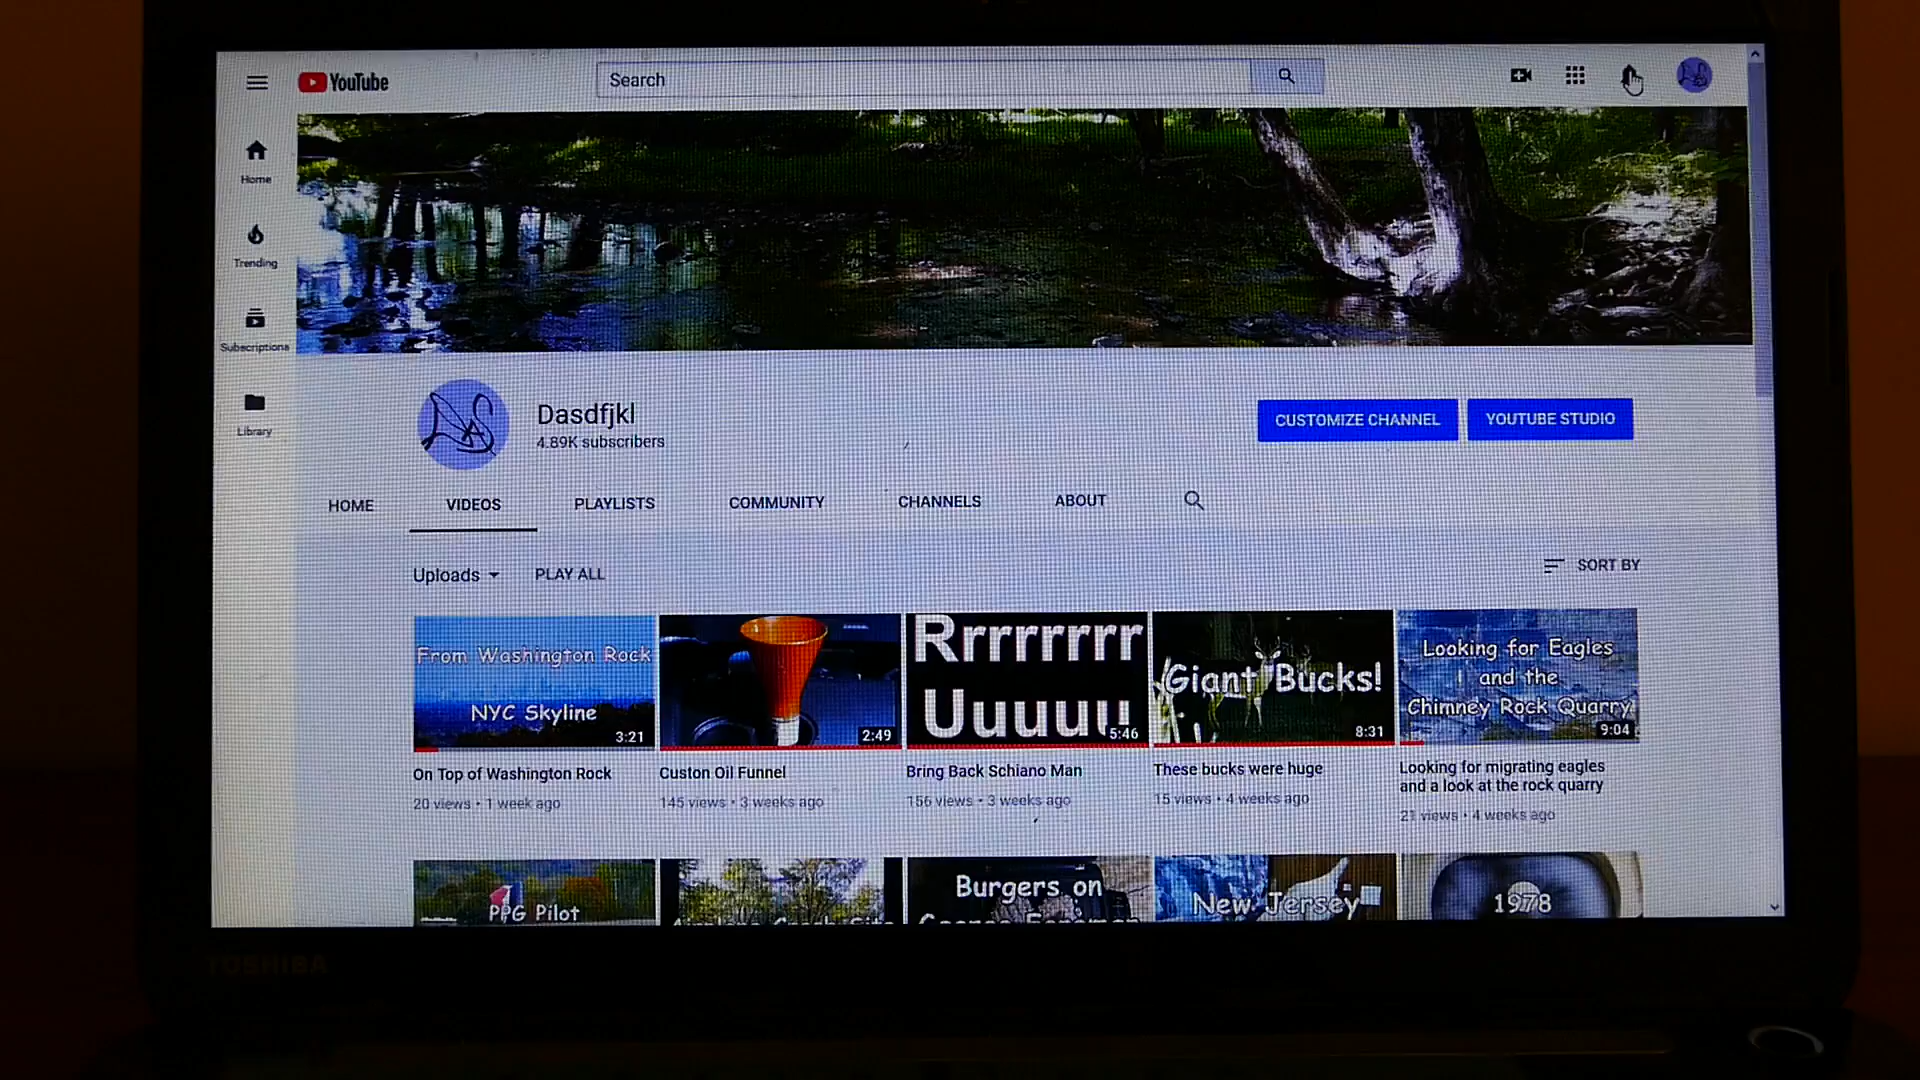 YouTube
Search
Home
Trending
Subscriptions
Library
Dasdfjkl
4.89K subscribers
CUSTOMIZE CHANNEL
YOUTUBE STUDIO
HOME
VIDEOS
PLAYLISTS
COMMUNITY
CHANNELS
ABOUT
Uploads
PLAY ALL
SORT BY
From Washington Rock
NYC Skyline
3:21
On Top of Washington Rock
20 views • 1 week ago
2:49
Custon Oil Funnel
145 views • 3 weeks ago
Rrrrrrrr
Uuuuu
5:46
Bring Back Schiano Man
156 views • 3 weeks ago
Giant Bucks!
8:31
These bucks were huge
15 views • 4 weeks ago
Looking for Eagles
and the
Chimney Rock Quarry
9:04
Looking for migrating eagles
and a look at the rock quarry
21 views • 4 weeks ago
PPG Pilot
Burgers on
New Jersey
1978
TOSHIBA